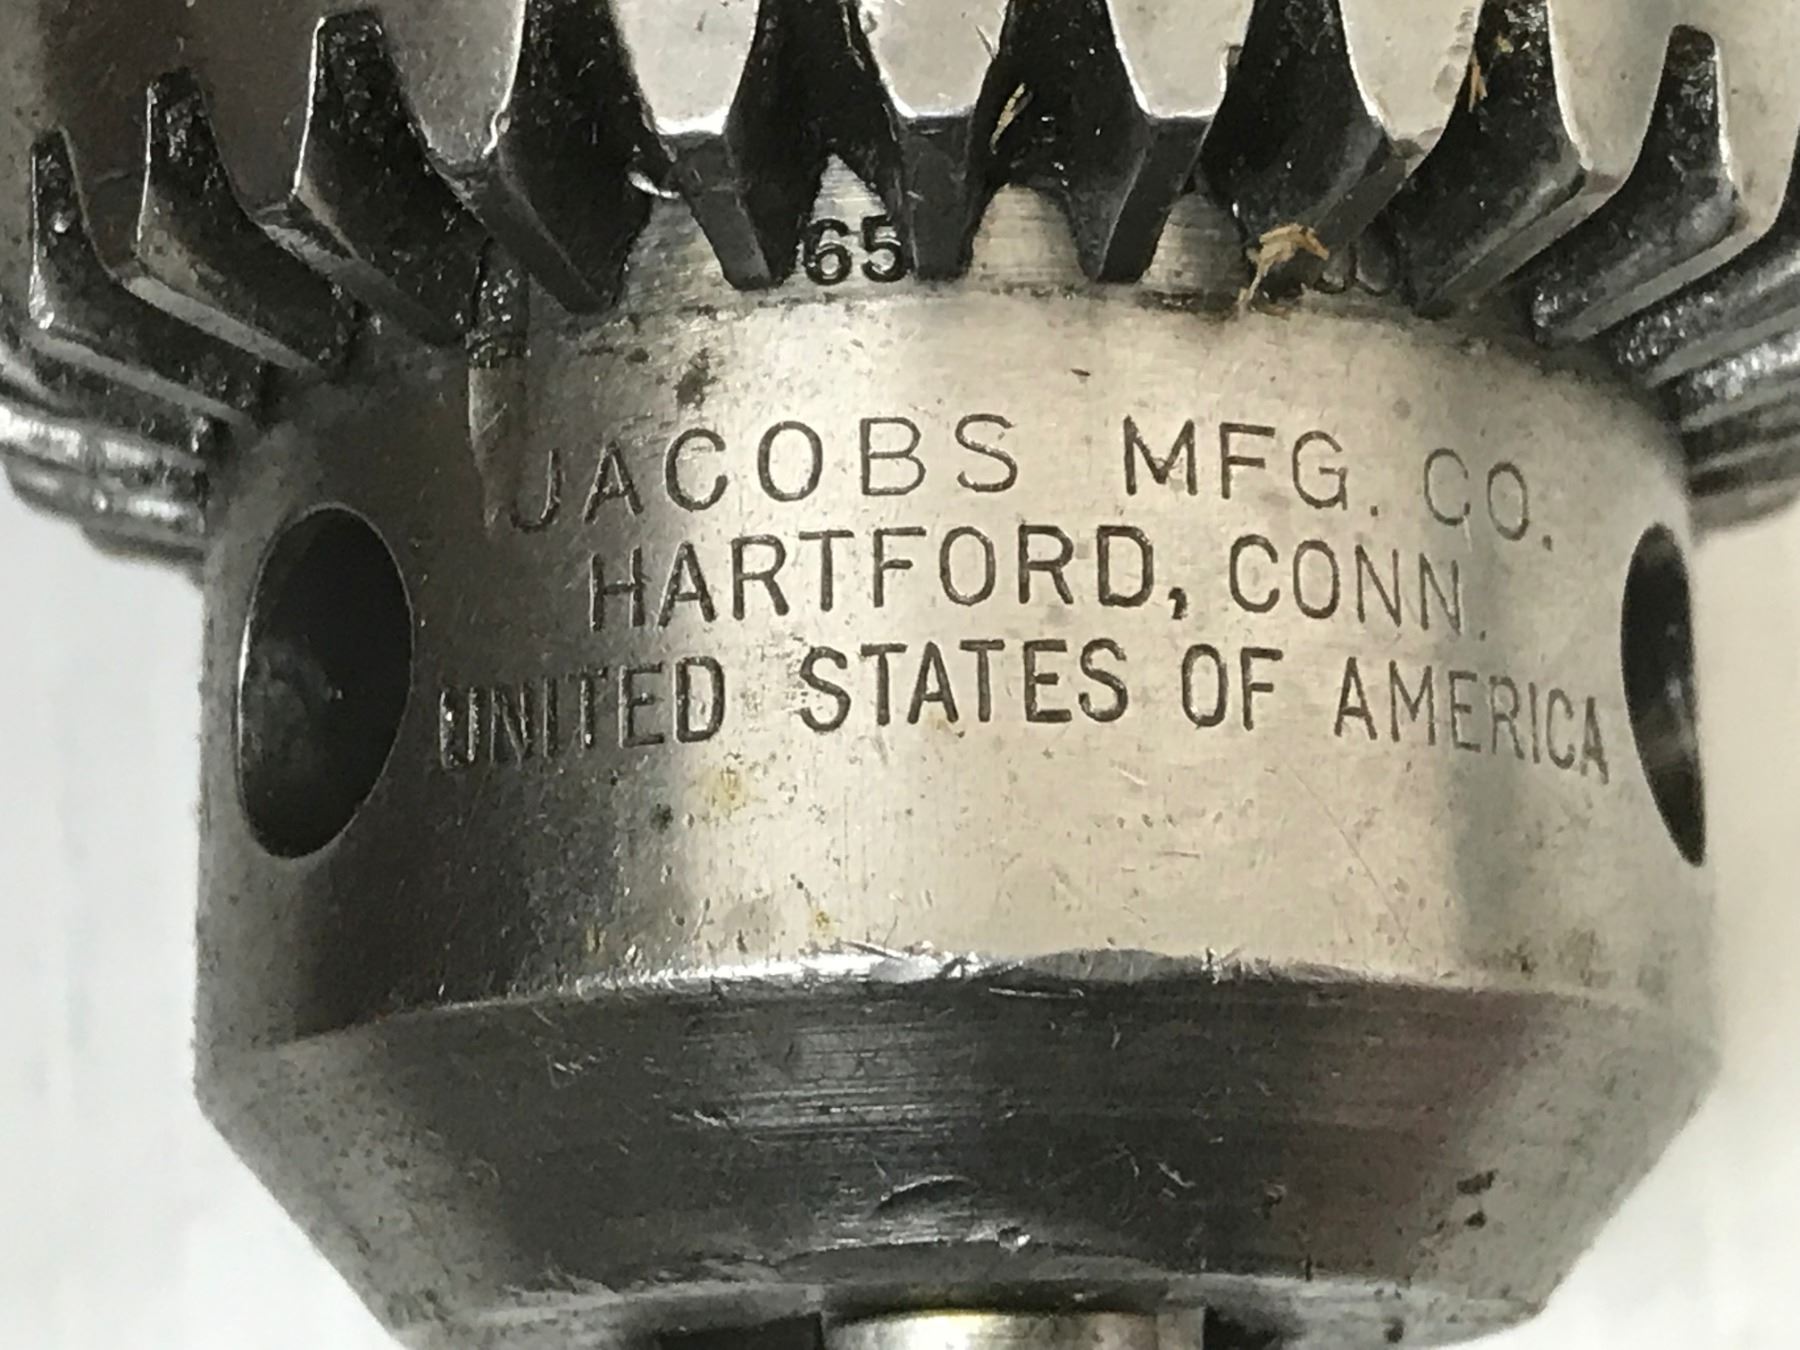 65
JACOBS MFG. CO.
HARTFORD, CONN.
UNITED STATES OF AMERICA